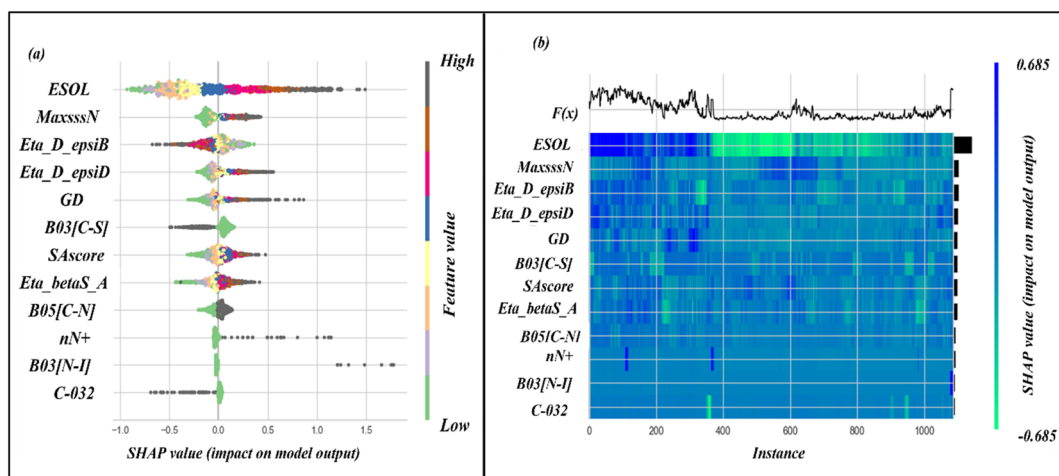 (a)
High
ESOL
MaxsssN
Eta_D_epsiB
Eta_D_epsiD
GD
B03[C-S]
SAscore
Eta_betaS_A
B05[C-N]
nN+
B03[N-I]
C-032
Low
Feature value
-1.0 -0.5 0.0 0.5 1.0 1.5
SHAP value (impact on model output)
(b)
0.685
F(x)
ESOL
MaxsssN
Eta_D_epsiB
Eta_D_epsiD
GD
B03[C-S]
SAscore
Eta_betaS_A
B05[C-N]
nN+
B03[N-I]
C-032
0 200 400 600 800 1000
Instance
SHAP value (impact on model output)
-0.685